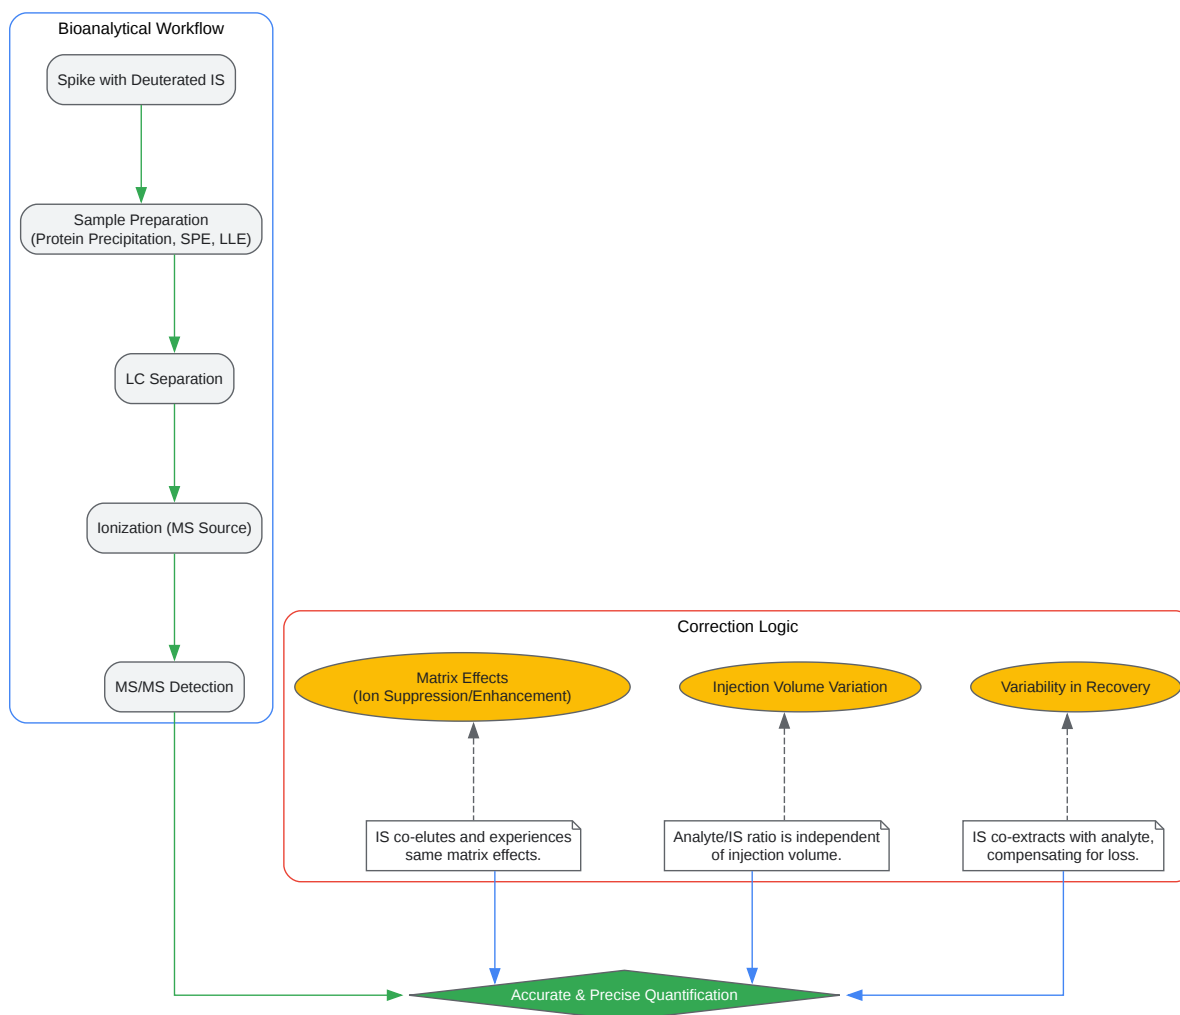 Bioanalytical Workflow
Spike with Deuterated IS
Sample Preparation
(Protein Precipitation, SPE, LLE)
LC Separation
Ionization (MS Source)
MS/MS Detection
Correction Logic
Matrix Effects
(Ion Suppression/Enhancement)
Injection Volume Variation
Variability in Recovery
IS co-elutes and experiences
same matrix effects.
Analyte/IS ratio is independent
of injection volume.
IS co-extracts with analyte,
compensating for loss.
Accurate & Precise Quantification